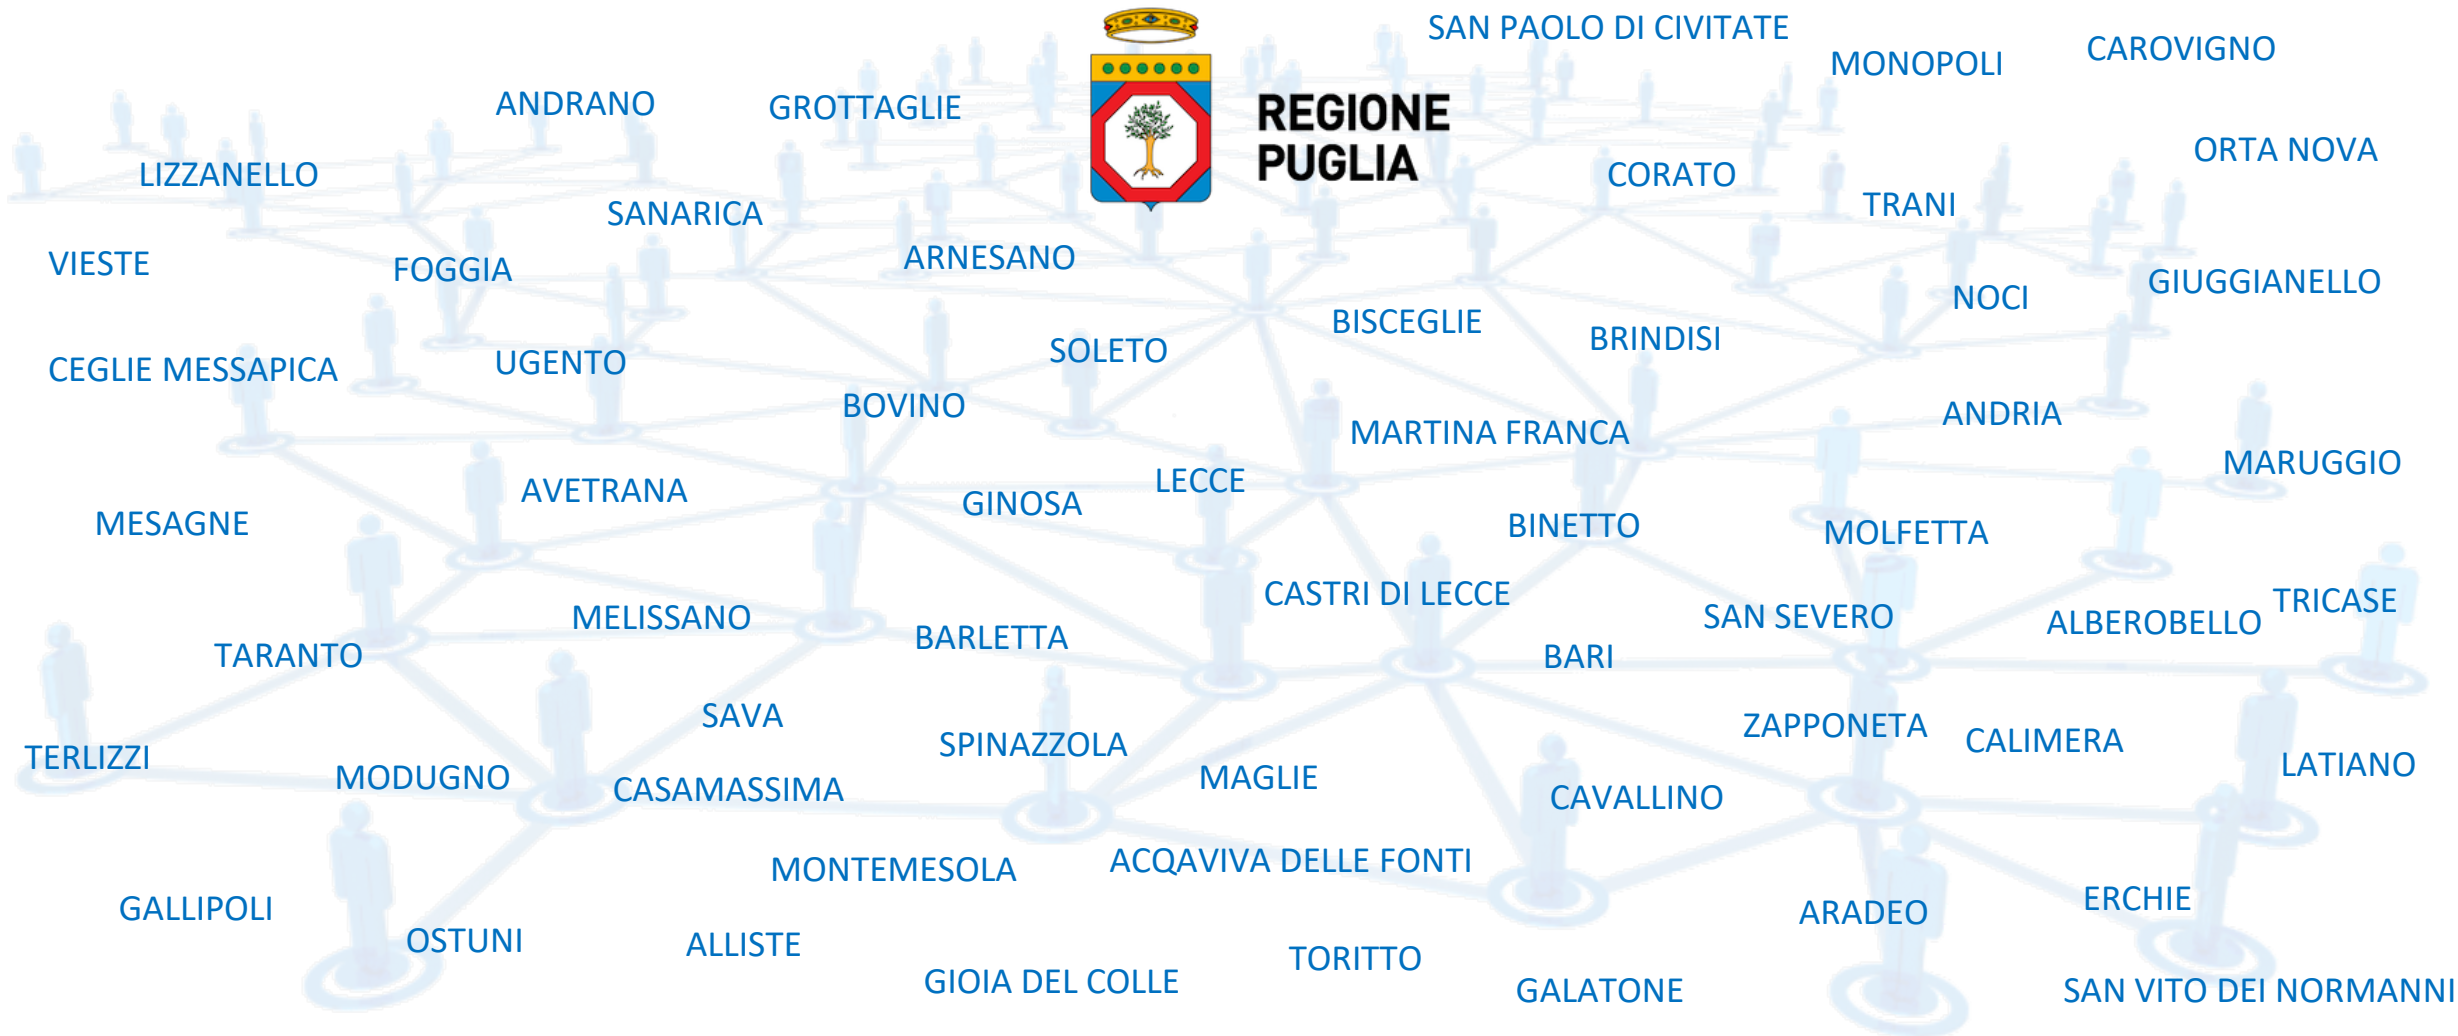 SAN PAOLO DI CIVITATE
CAROVIGNO
MONOPOLI
ANDRANO
GROTTAGLIE
REGIONE
PUGLIA
ORTA NOVA
LIZZANELLO
CORATO
SANARICA
TRANI
VIESTE
FOGGIA
ARNESANO
GIUGGIANELLO
NOCI
BISCEGLIE
BRINDISI
CEGLIE MESSAPICA
UGENTO
SOLETO
BOVINO
MARTINA FRANCA
ANDRIA
MARUGGIO
AVETRANA
GINOSA
LECCE
MESAGNE
BINETTO
MOLFETTA
CASTRI DI LECCE
TRICASE
MELISSANO
SAN SEVERO
ALBEROBELLO
TARANTO
BARLETTA
BARI
SAVA
SPINAZZOLA
ZAPPONETA
CALIMERA
TERLIZZI
MODUGNO
CASAMASSIMA
MAGLIE
CAVALLINO
LATIANO
MONTEMESOLA
ACQAVIVA DELLE FONTI
GALLIPOLI
ARADEO
ERCHIE
OSTUNI
ALLISTE
TORITTO
GIOIA DEL COLLE
GALATONE
SAN VITO DEI NORMANNI